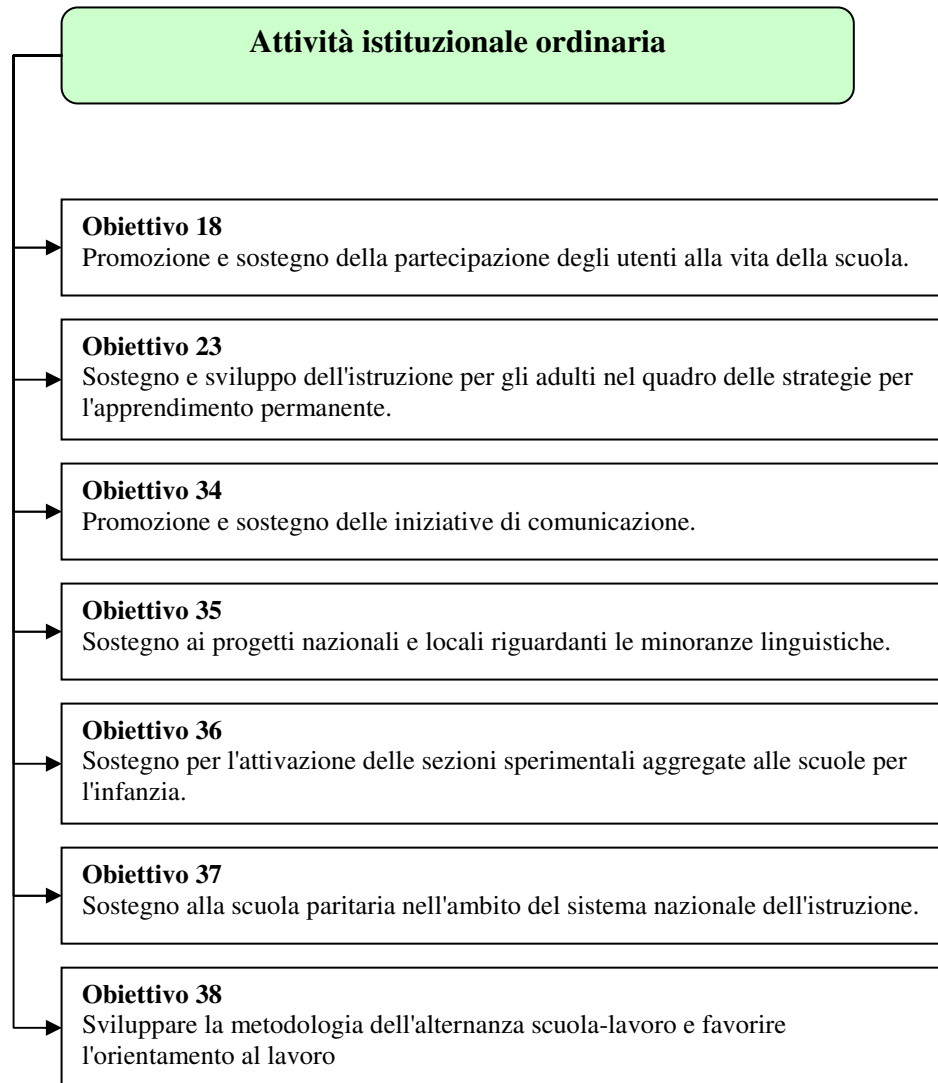 Attività istituzionale ordinaria
Obiettivo 18
Promozione e sostegno della partecipazione degli utenti alla vita della scuola.
Obiettivo 23
Sostegno e sviluppo dell'istruzione per gli adulti nel quadro delle strategie per
l'apprendimento permanente.
Obiettivo 34
Promozione e sostegno delle iniziative di comunicazione.
Obiettivo 35
Sostegno ai progetti nazionali e locali riguardanti le minoranze linguistiche.
Obiettivo 36
Sostegno per l'attivazione delle sezioni sperimentali aggregate alle scuole per
l'infanzia.
Obiettivo 37
Sostegno alla scuola paritaria nell'ambito del sistema nazionale dell'istruzione.
Obiettivo 38
Sviluppare la metodologia dell'alternanza scuola-lavoro e favorire
l'orientamento al lavoro